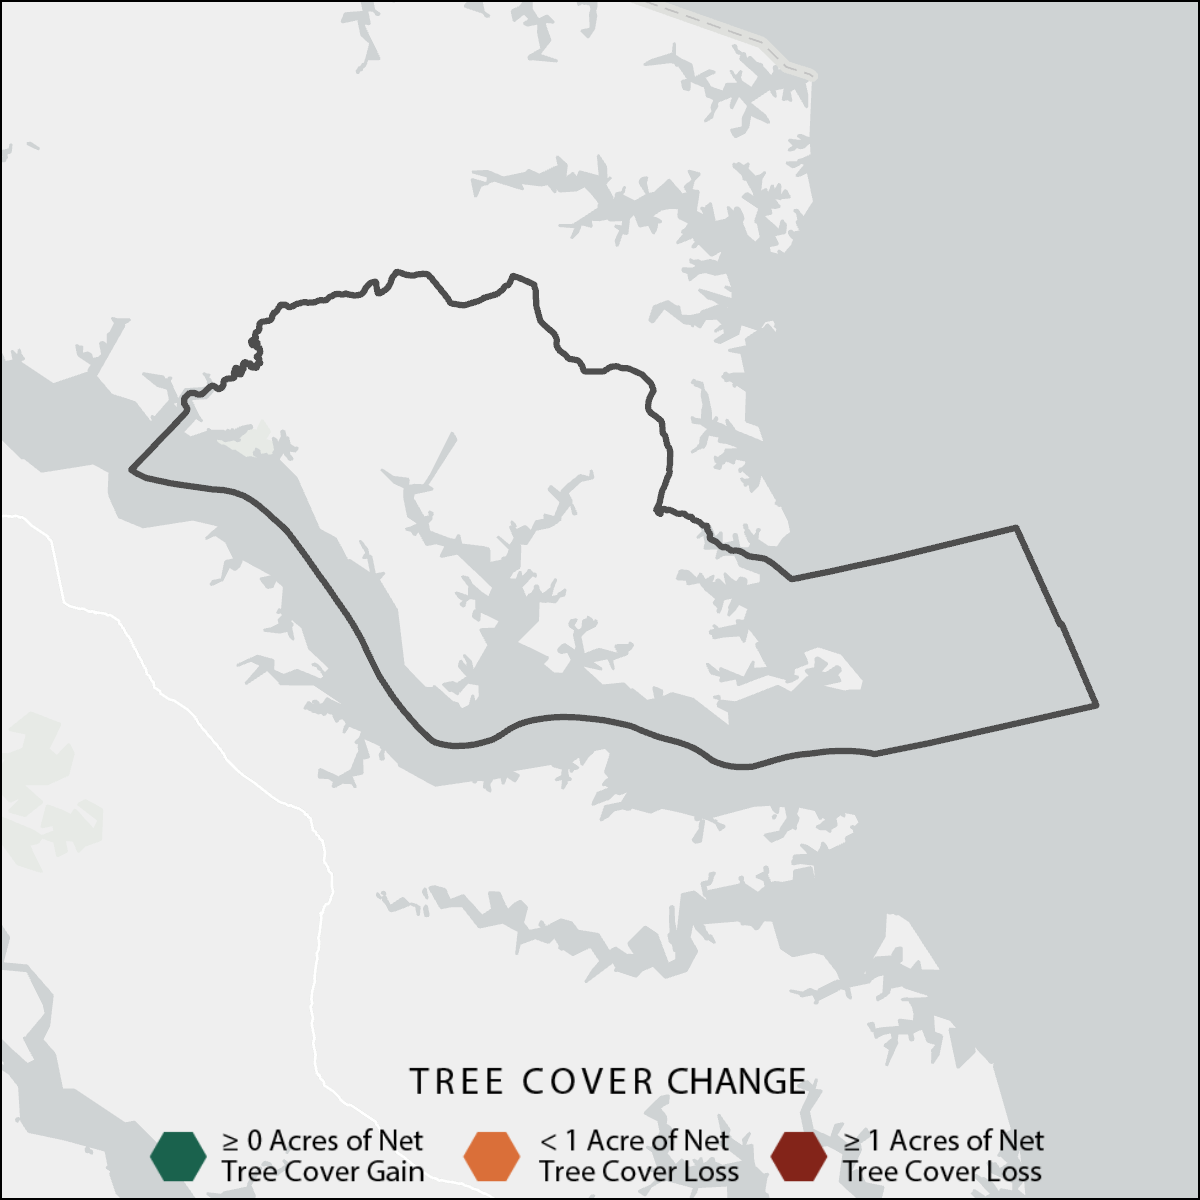 TREE COVER CHANGE
≥ 0 Acres of Net
Tree Cover Gain
< 1 Acre of Net
Tree Cover Loss
≥ 1 Acres of Net
Tree Cover Loss